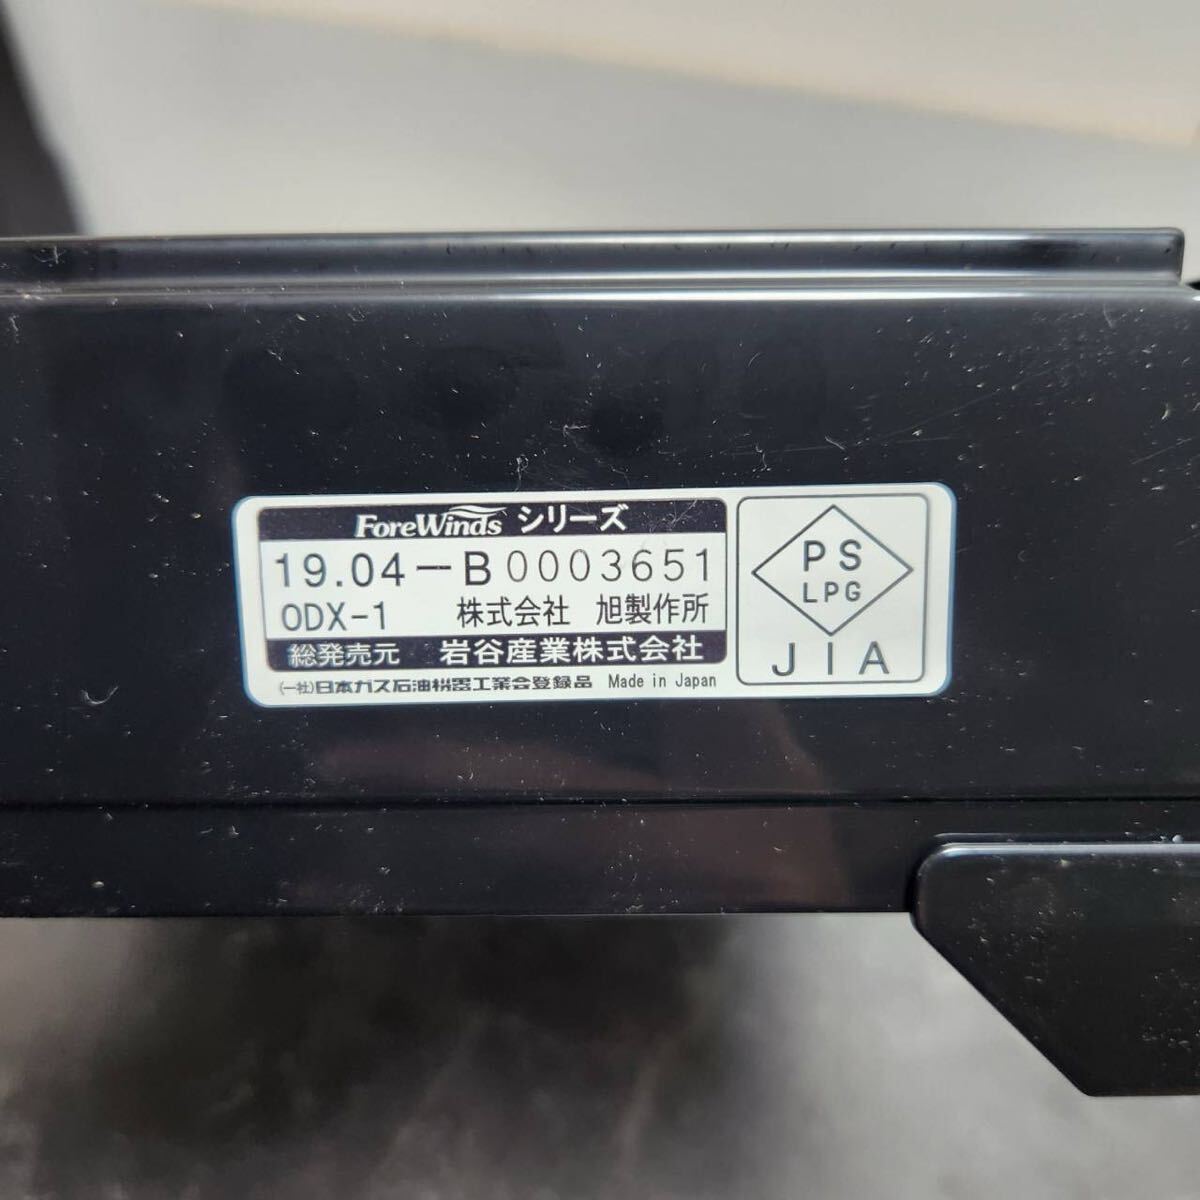 ForeWinds シリーズ
19.04-B0003651
ODX-1 株式会社 旭製作所
総発売元 岩谷産業株式会社
(一社)日本ガス石油機器工業会登録品 Made in Japan
PS
LPG
JIA